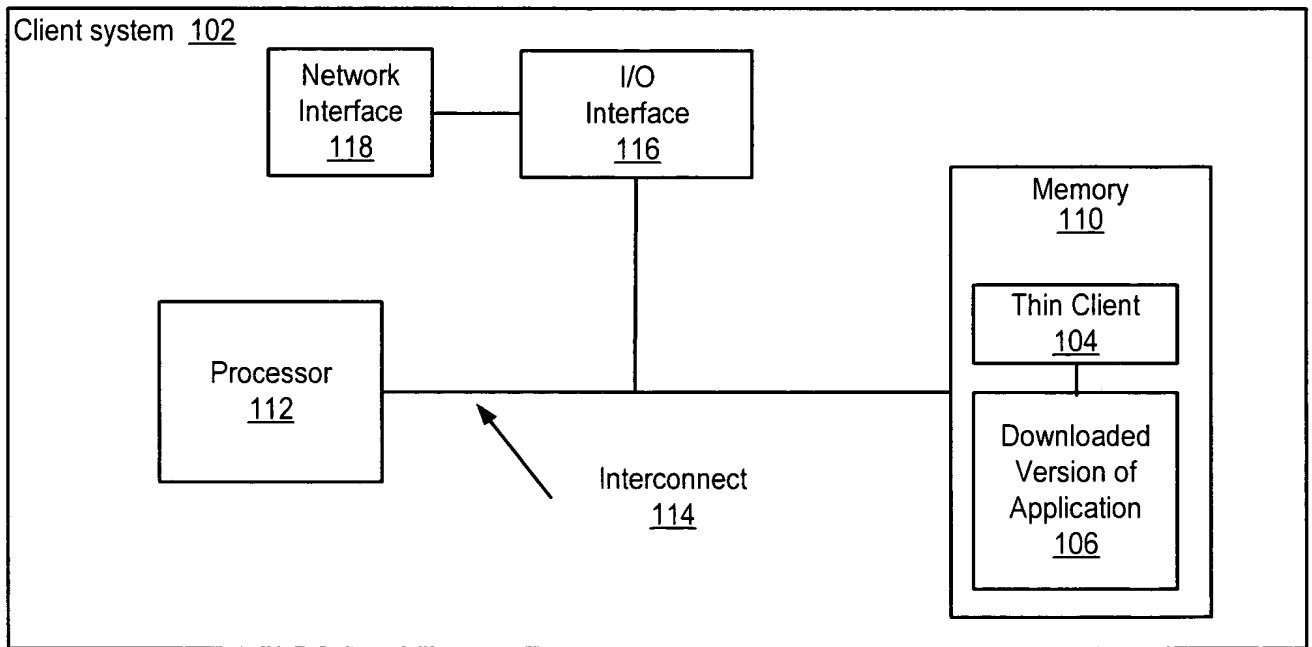 Client system 102
Network
Interface
118
I/O
Interface
116
Memory
110
Thin Client
104
Processor
112
Downloaded
Version of
Application
106
Interconnect
114